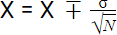 X = X ∓ σ/√N